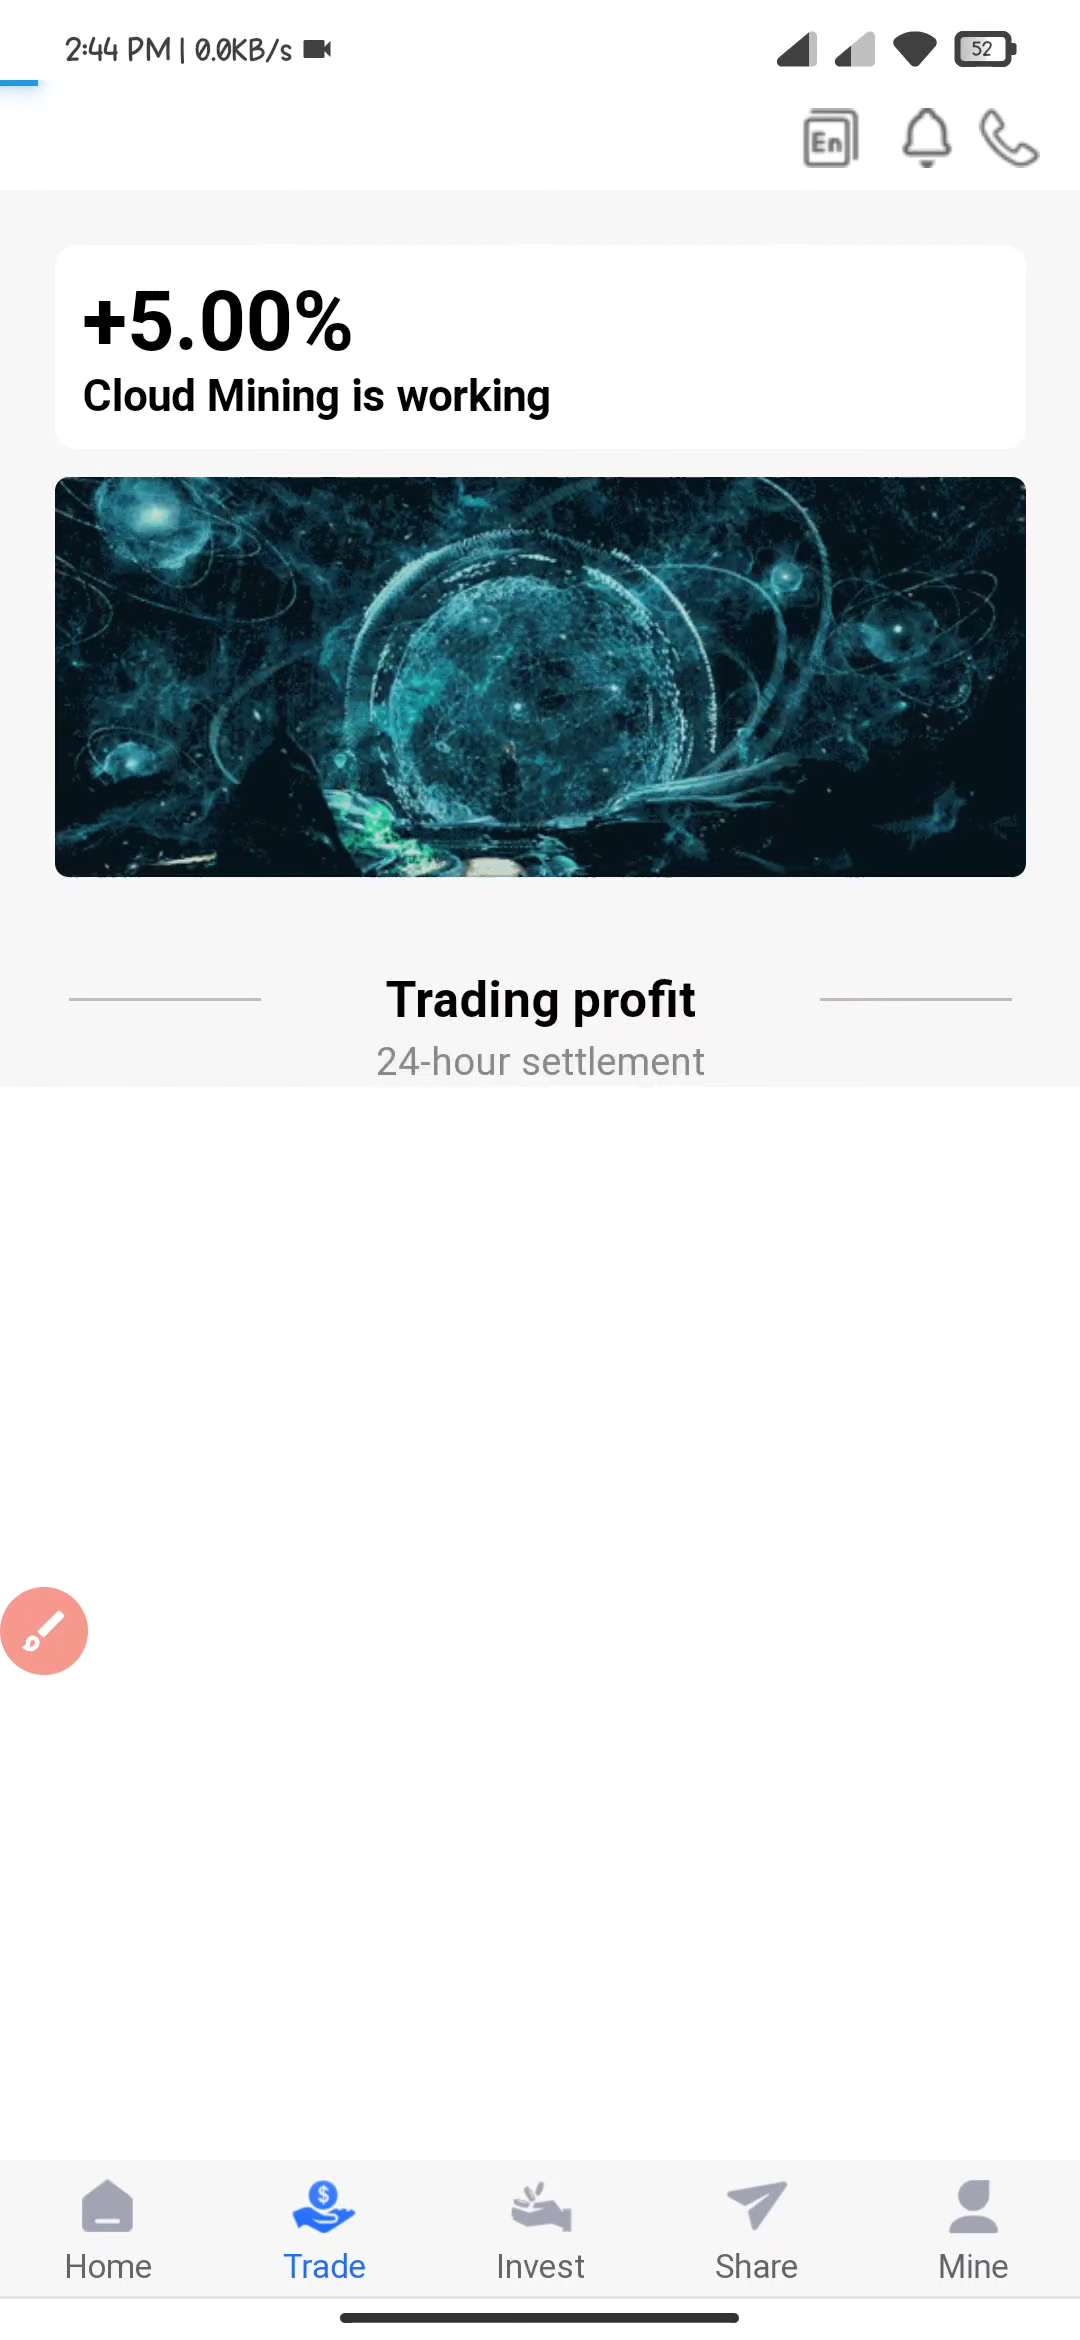 2:44 PM | 0.0KB/s
52
En
+5.00%
Cloud Mining is working
Trading profit
24-hour settlement
$
Home
Trade
Invest
Share
Mine